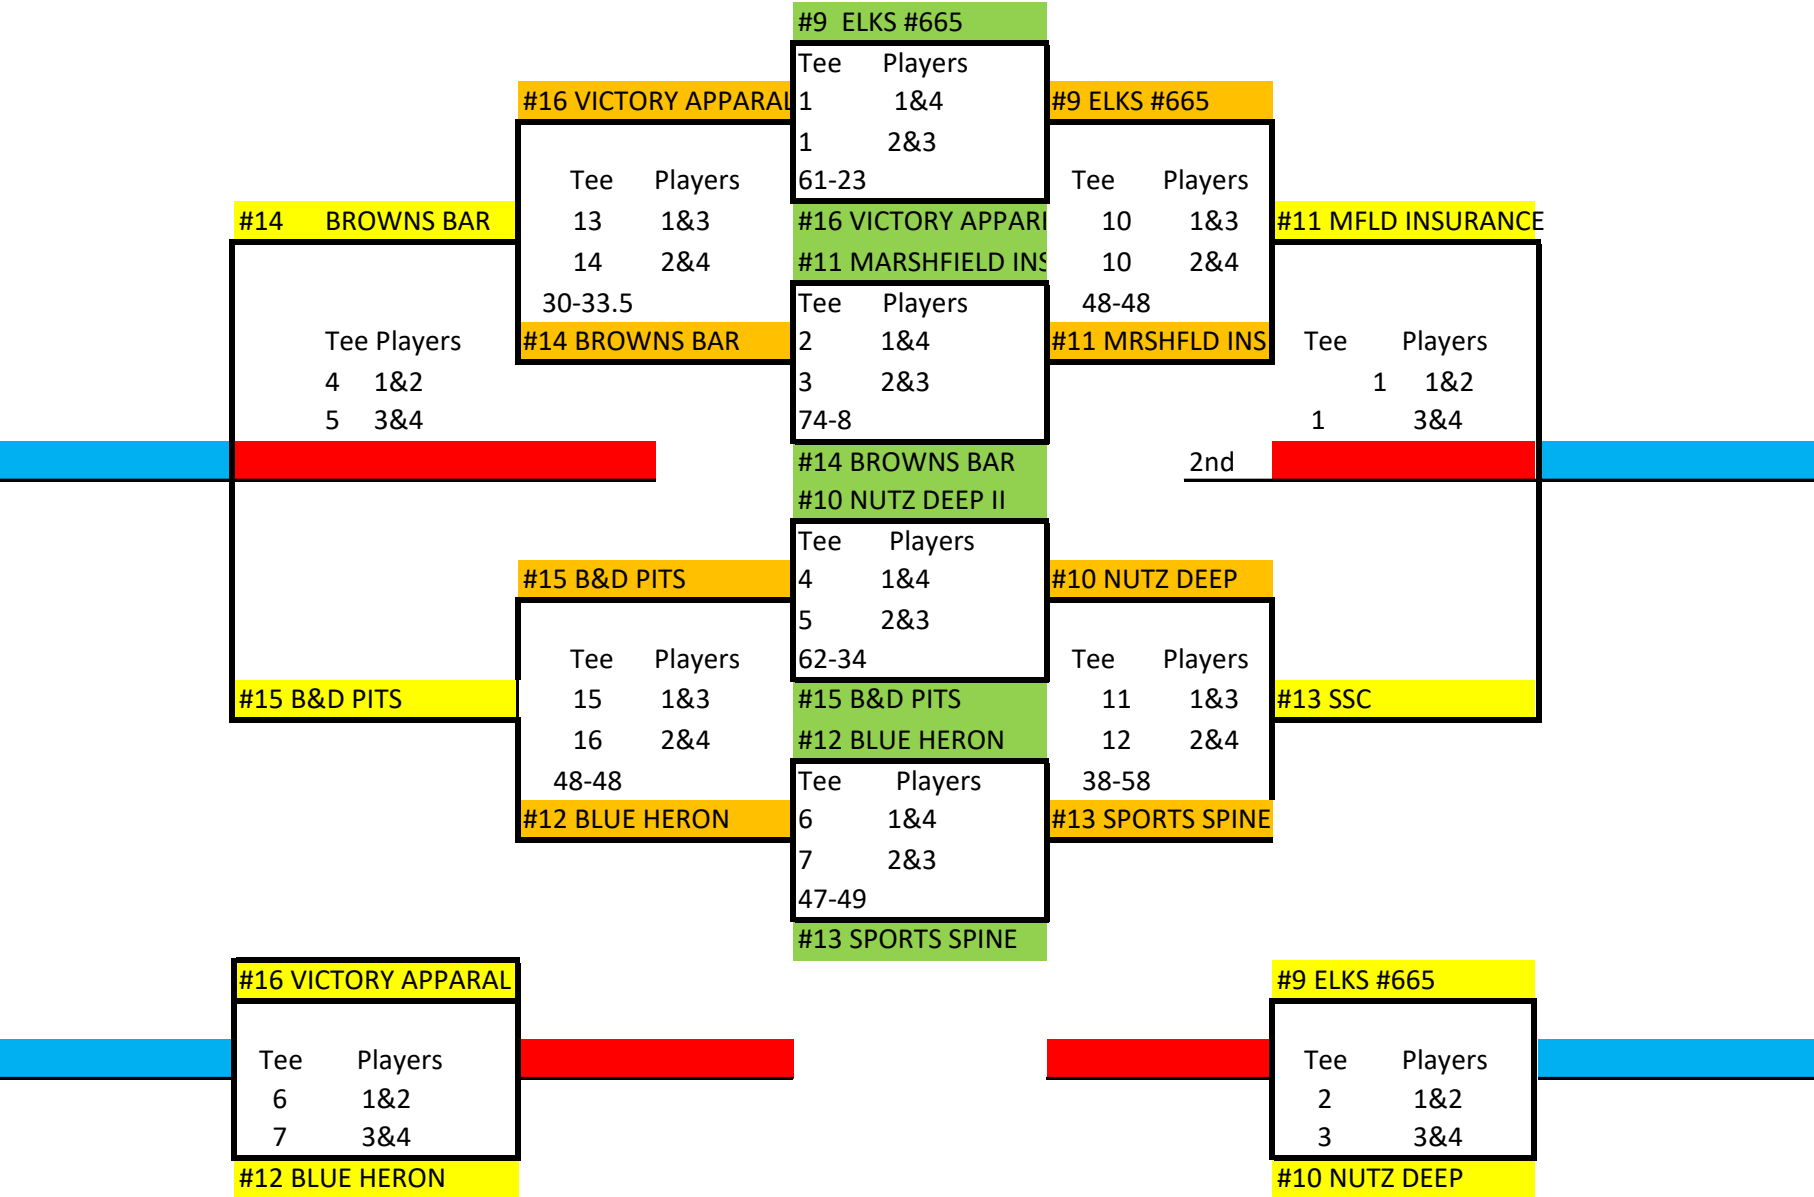 #9 ELKS #665
Tee Players
#16 VICTORY APPARAL 1 1&4 #9 ELKS #665
1 2&3
Tee Players 61-23 Tee Players
#14 BROWNS BAR 13 1&3 #16 VICTORY APPAR 10 1&3 #11 MFLD INSURANCE
14 2&4 #11 MARSHFIELD INS 10 2&4
30-33.5 Tee Players 48-48
Tee Players #14 BROWNS BAR 2 1&4 #11 MRSHFLD INS Tee Players
4 1&2 3 2&3 1 1&2
5 3&4 74-8 1 3&4
#14 BROWNS BAR 2nd
#10 NUTZ DEEP II
Tee Players
#15 B&D PITS 4 1&4 #10 NUTZ DEEP
5 2&3
Tee Players 62-34 Tee Players
#15 B&D PITS 15 1&3 #15 B&D PITS 11 1&3 #13 SSC
16 2&4 #12 BLUE HERON 12 2&4
48-48 Tee Players 38-58
#12 BLUE HERON 6 1&4 #13 SPORTS SPINE
7 2&3
47-49
#13 SPORTS SPINE
#16 VICTORY APPARAL #9 ELKS #665
Tee Players Tee Players
6 1&2 2 1&2
7 3&4 3 3&4
#12 BLUE HERON #10 NUTZ DEEP